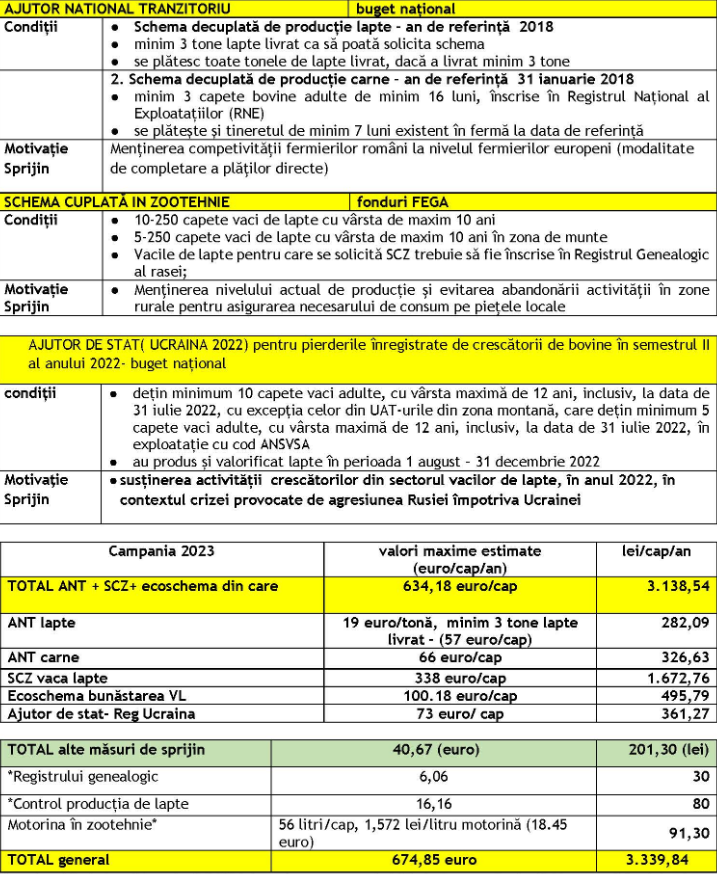 AJUTOR NATIONAL TRANZITORIU buget național
Condiții ● Schema decuplată de producție lapte – an de referință 2018
● minim 3 tone lapte livrat ca să poată solicita schema
● se plătesc toate tonele de lapte livrat, dacă a livrat minim 3 tone
2. Schema decuplată de producție carne – an de referință 31 ianuarie 2018
● minim 3 capete bovine adulte de minim 16 luni, înscrise în Registrul Național al
Exploatațiilor (RNE)
● se plătește și tineretul de minim 7 luni existent în fermă la data de referință
Motivație Menținerea competivității fermierilor români la nivelul fermierilor europeni (modalitate
Sprijin de completare a plăților directe)
SCHEMA CUPLATĂ IN ZOOTEHNIE fonduri FEGA
Condiții ● 10-250 capete vaci de lapte cu vârsta de maxim 10 ani
● 5-250 capete vaci de lapte cu vârsta de maxim 10 ani în zona de munte
● Vacile de lapte pentru care se solicită SCZ trebuie să fie înscrise în Registrul Genealogic
al rasei;
Motivație ● Menținerea nivelului actual de producție şi evitarea abandonării activităţii în zone
Sprijin rurale pentru asigurarea necesarului de consum pe piețele locale
AJUTOR DE STAT( UCRAINA 2022) pentru pierderile înregistrate de crescătorii de bovine în semestrul II
al anului 2022- buget național
condiții ● dețin minimum 10 capete vaci adulte, cu vârsta maximă de 12 ani, inclusiv, la data de
31 iulie 2022, cu excepția celor din UAT-urile din zona montană, care dețin minimum 5
capete vaci adulte, cu vârsta maximă de 12 ani, inclusiv, la data de 31 iulie 2022, în
exploatație cu cod ANSVSA
● au produs și valorificat lapte în perioada 1 august – 31 decembrie 2022
Motivație ● susținerea activității crescătorilor din sectorul vacilor de lapte, în anul 2022, în
Sprijin contextul crizei provocate de agresiunea Rusiei împotriva Ucrainei
Campania 2023 valori maxime estimate lei/cap/an
(euro/cap/an)
TOTAL ANT + SCZ+ ecoschema din care 634,18 euro/cap 3.138,54
ANT lapte 19 euro/tonă, minim 3 tone lapte 282,09
livrat – (57 euro/cap)
ANT carne 66 euro/cap 326,63
SCZ vaca lapte 338 euro/cap 1.672,76
Ecoschema bunăstarea VL 100.18 euro/cap 495,79
Ajutor de stat- Reg Ucraina 73 euro/ cap 361,27
TOTAL alte măsuri de sprijin 40,67 (euro) 201,30 (lei)
*Registrului genealogic 6,06 30
*Control producția de lapte 16,16 80
Motorina în zootehnie* 56 litri/cap, 1,572 lei/litru motorină (18.45 91,30
euro)
TOTAL general 674,85 euro 3.339,84